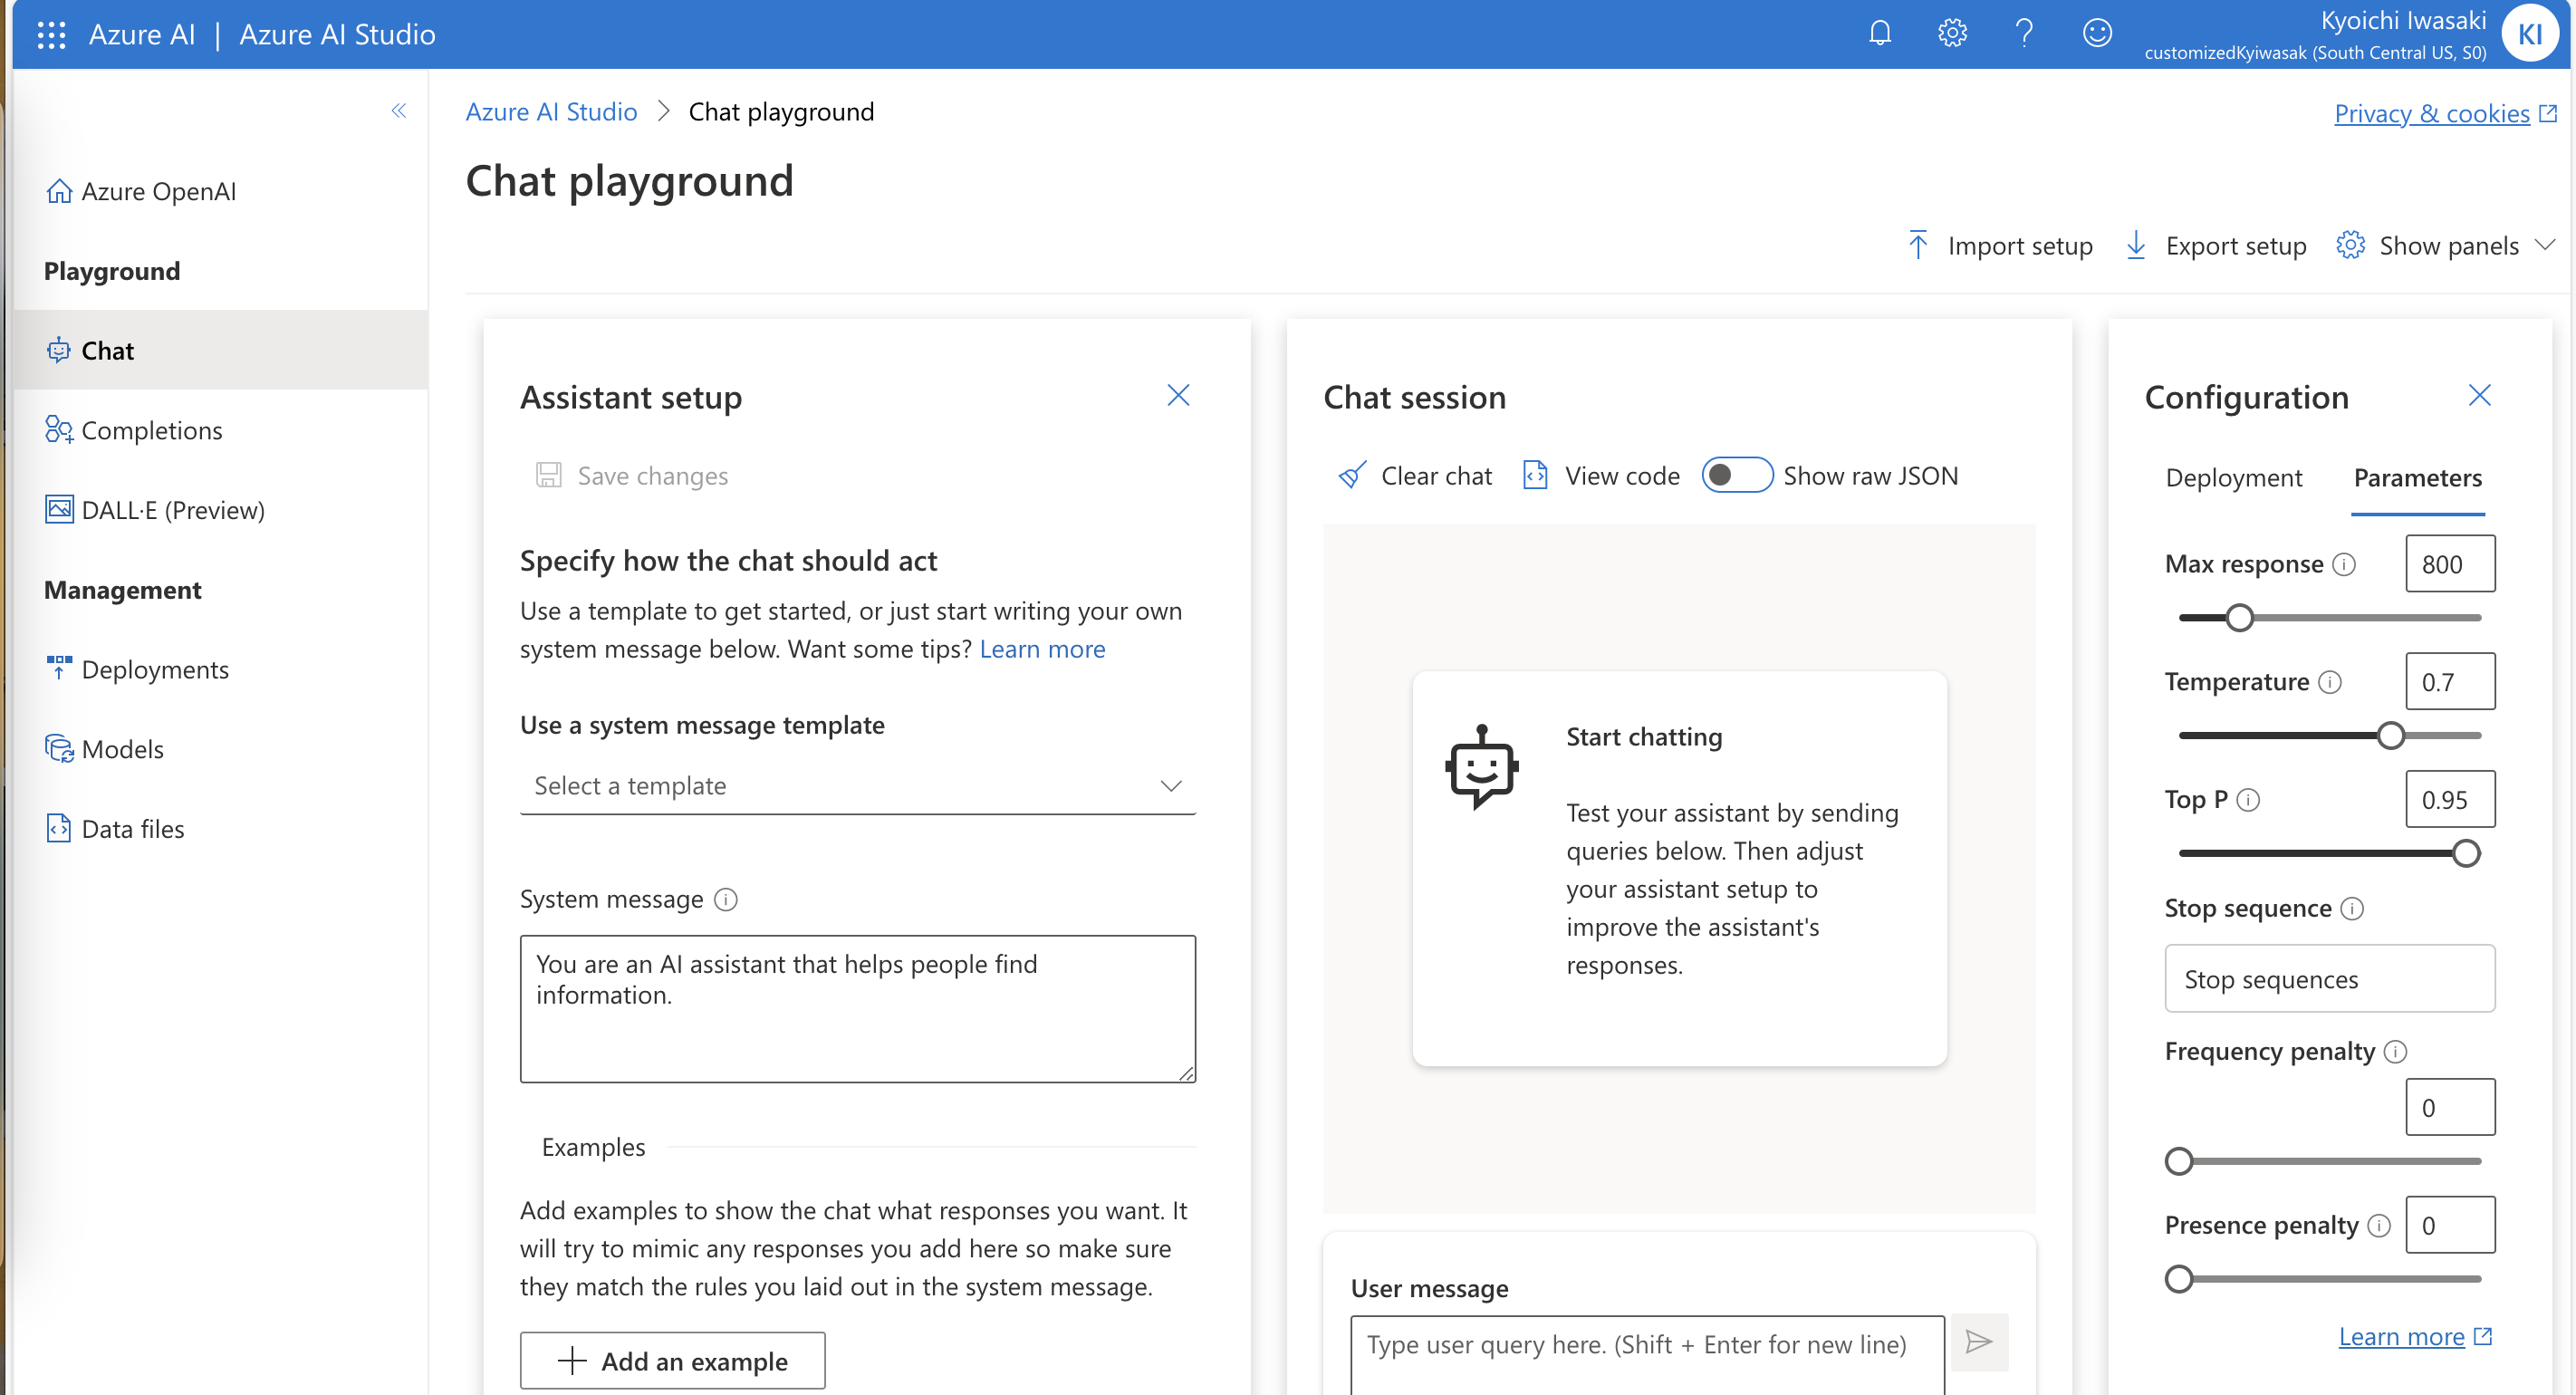 Azure AI | Azure AI Studio
Kyoichi Iwasaki
customizedKyiwasak (South Central US, S0)
KI
Azure OpenAI
Playground
Chat
Completions
DALL·E (Preview)
Management
Deployments
Models
Data files
Azure AI Studio > Chat playground
Privacy & cookies
Chat playground
Import setup
Export setup
Show panels
Assistant setup
Save changes
Specify how the chat should act
Use a template to get started, or just start writing your own
system message below. Want some tips? Learn more
Use a system message template
Select a template
System message
You are an AI assistant that helps people find
information.
Examples
Add examples to show the chat what responses you want. It
will try to mimic any responses you add here so make sure
they match the rules you laid out in the system message.
Add an example
Chat session
Clear chat
View code
Show raw JSON
Start chatting
Test your assistant by sending
queries below. Then adjust
your assistant setup to
improve the assistant's
responses.
User message
Type user query here. (Shift + Enter for new line)
Configuration
Deployment
Parameters
Max response
800
Temperature
0.7
Top P
0.95
Stop sequence
Stop sequences
Frequency penalty
0
Presence penalty
0
Learn more